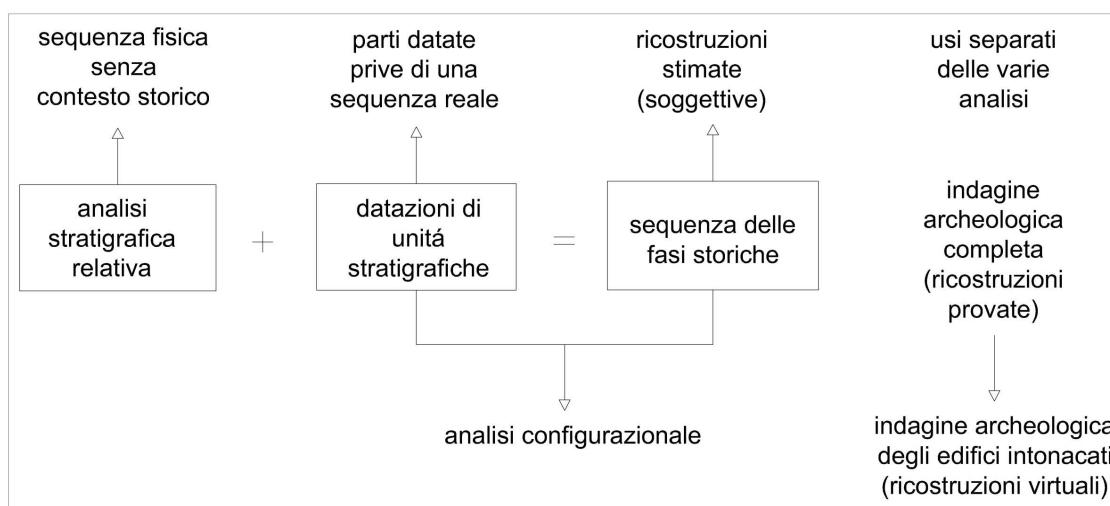 sequenza fisica
senza
contesto storico
parti datate
prive di una
sequenza reale
ricostruzioni
stimate
(soggettive)
usi separati
delle varie
analisi
analisi
stratigrafica
relativa
+
datazioni di
unitá
stratigrafiche
=
sequenza delle
fasi storiche
indagine
archeologica
completa
(ricostruzioni
provate)
analisi configurazionale
indagine archeologica
degli edifici intonacati
(ricostruzioni virtuali)